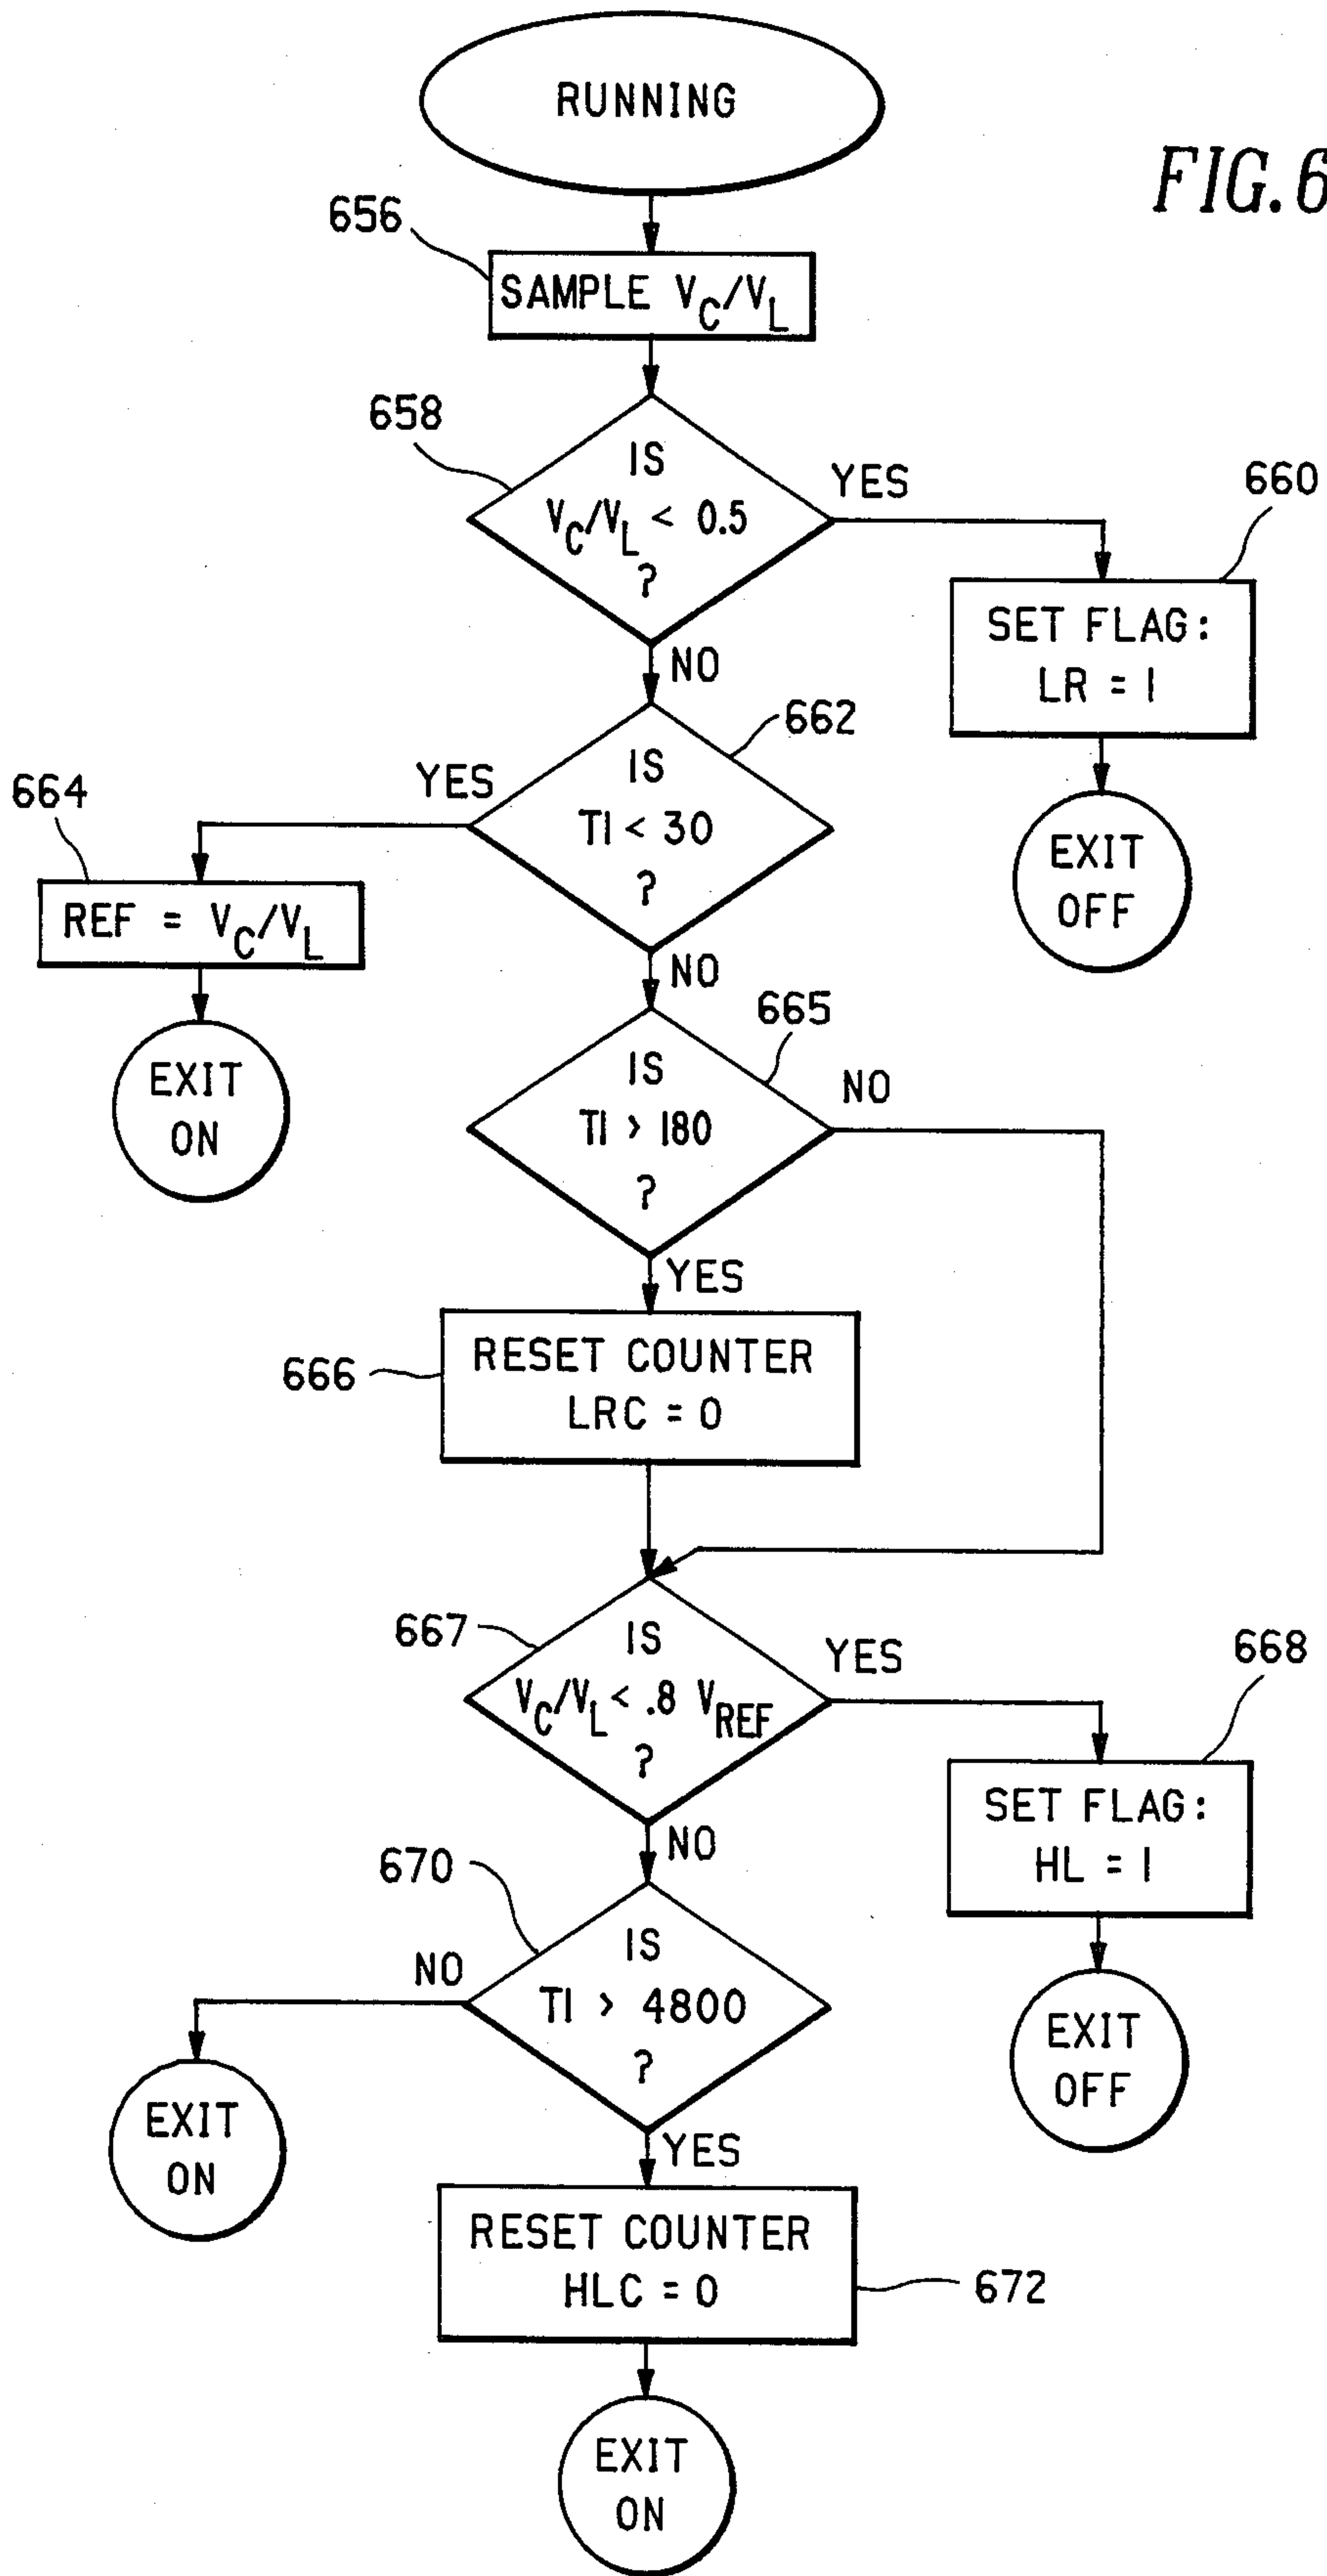 RUNNING
FIG. 6
656
SAMPLE VC/VL
658
IS
VC/VL < 0.5
?
YES
NO
660
SET FLAG:
LR = 1
EXIT
OFF
662
IS
T1 < 30
?
YES
NO
664
REF = VC/VL
EXIT
ON
665
IS
T1 > 180
?
NO
YES
666
RESET COUNTER
LRC = 0
667
IS
VC/VL < .8 VREF
?
YES
NO
668
SET FLAG:
HL = 1
EXIT
OFF
670
IS
T1 > 4800
?
NO
YES
EXIT
ON
RESET COUNTER
HLC = 0
672
EXIT
ON